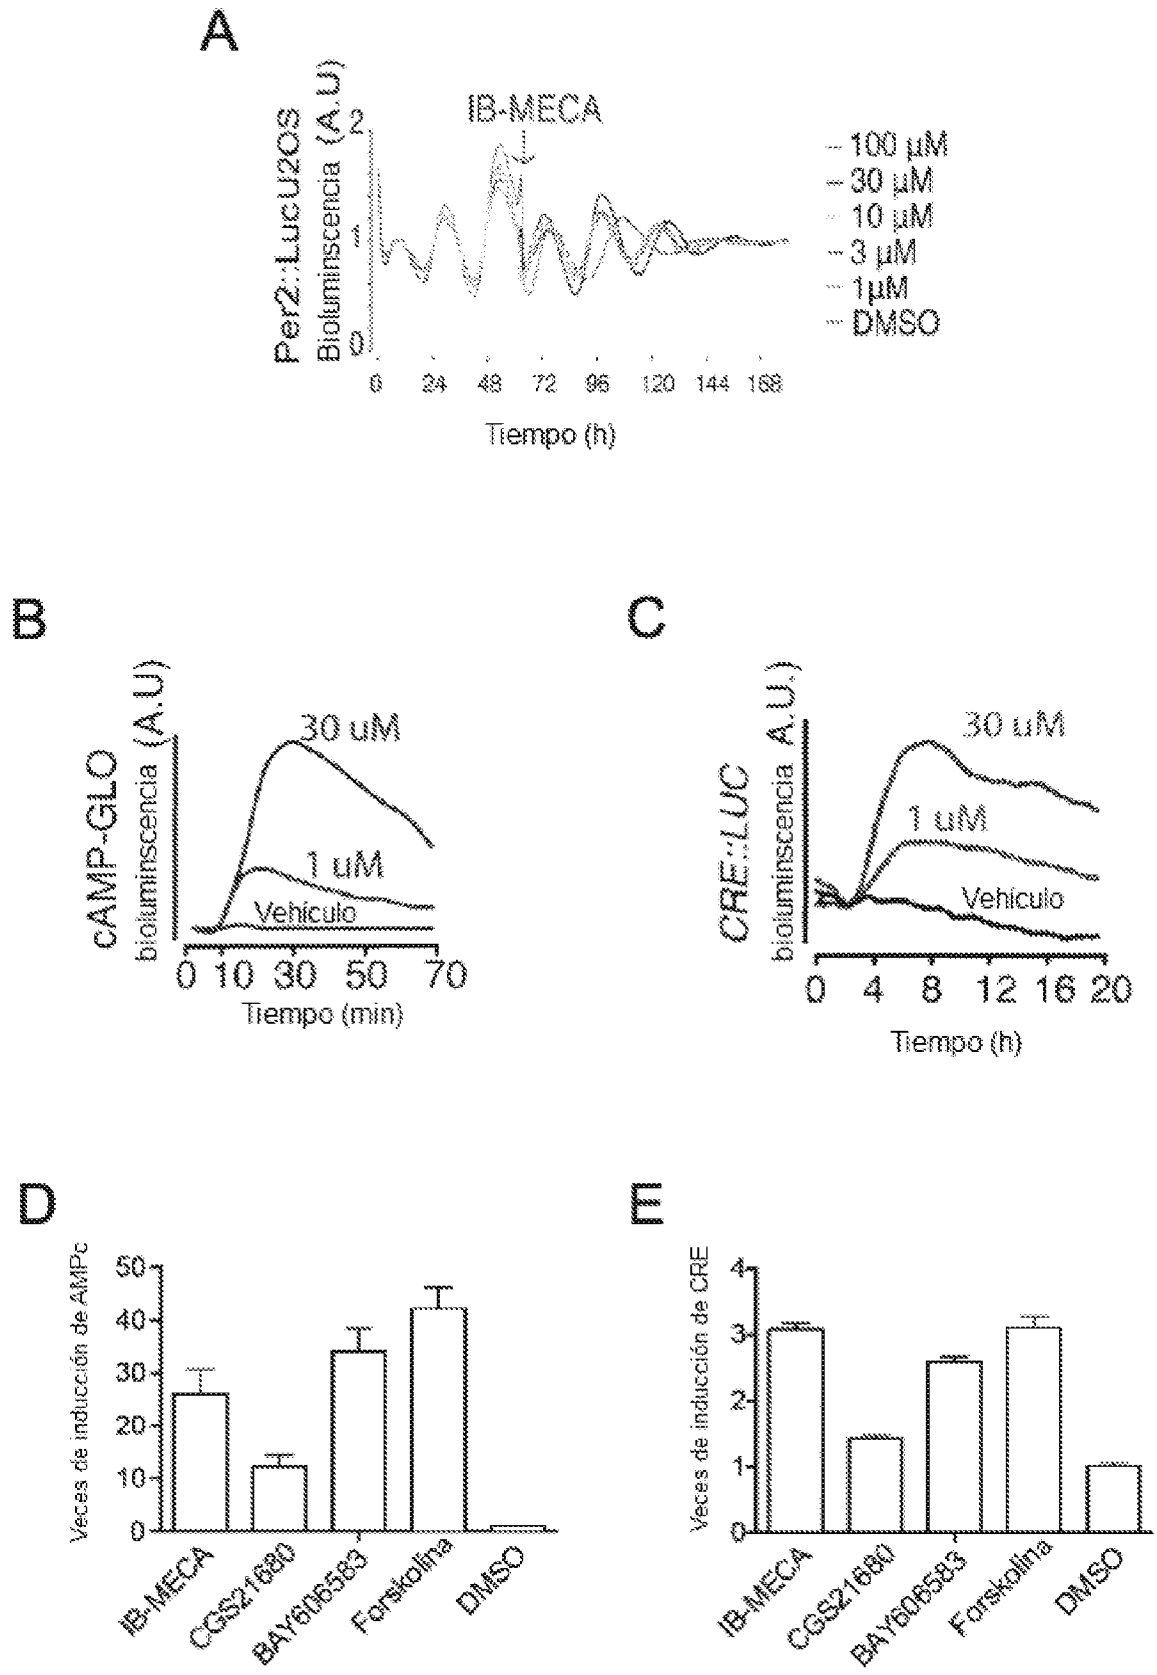 A
Per2::LucU2OS
Bioluminscencia (A.U)
IB-MECA
2
1
0
0 24 48 72 96 120 144 168
Tiempo (h)
100 µM
30 µM
10 µM
3 µM
1µM
DMSO
B
cAMP-GLO
bioluminscencia (A.U)
30 uM
1 uM
Vehículo
0 10 30 50 70
Tiempo (min)
C
CRE::LUC
bioluminscencia A.U.)
30 uM
1 uM
Vehículo
0 4 8 12 16 20
Tiempo (h)
D
Veces de inducción de AMPc
50
40
30
20
10
0
IB-MECA
CGS21680
BAY606583
Forskolina
DMSO
E
Veces de inducción de CRE
4
3
2
1
0
IB-MECA
CGS21680
BAY606583
Forskolina
DMSO